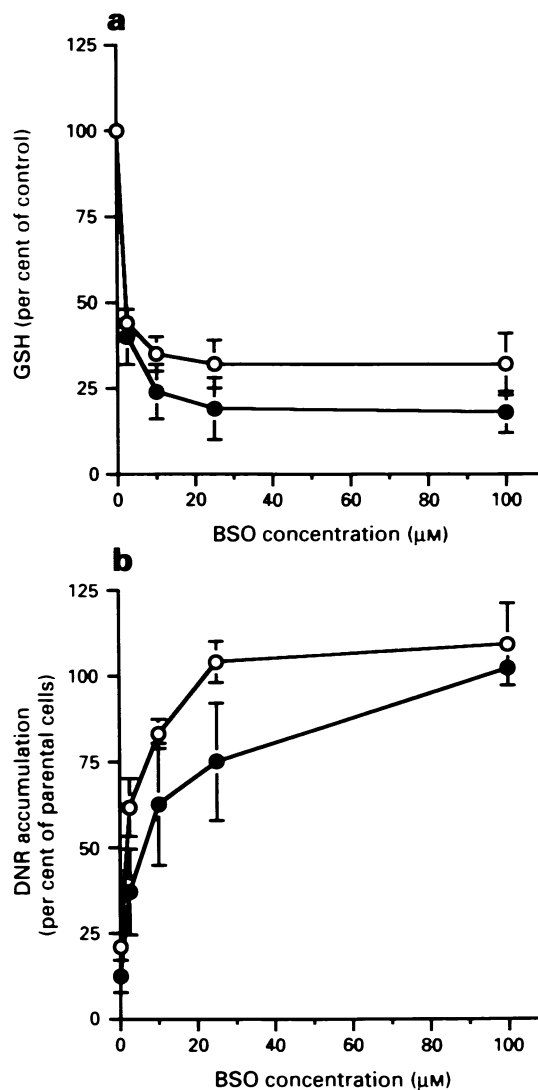 a
125
100
75
50
25
0
GSH (per cent of control)
0 20 40 60 80 100
BSO concentration (μM)
b
125
100
75
50
25
0
DNR accumulation
(per cent of parental cells)
0 20 40 60 80 100
BSO concentration (μM)